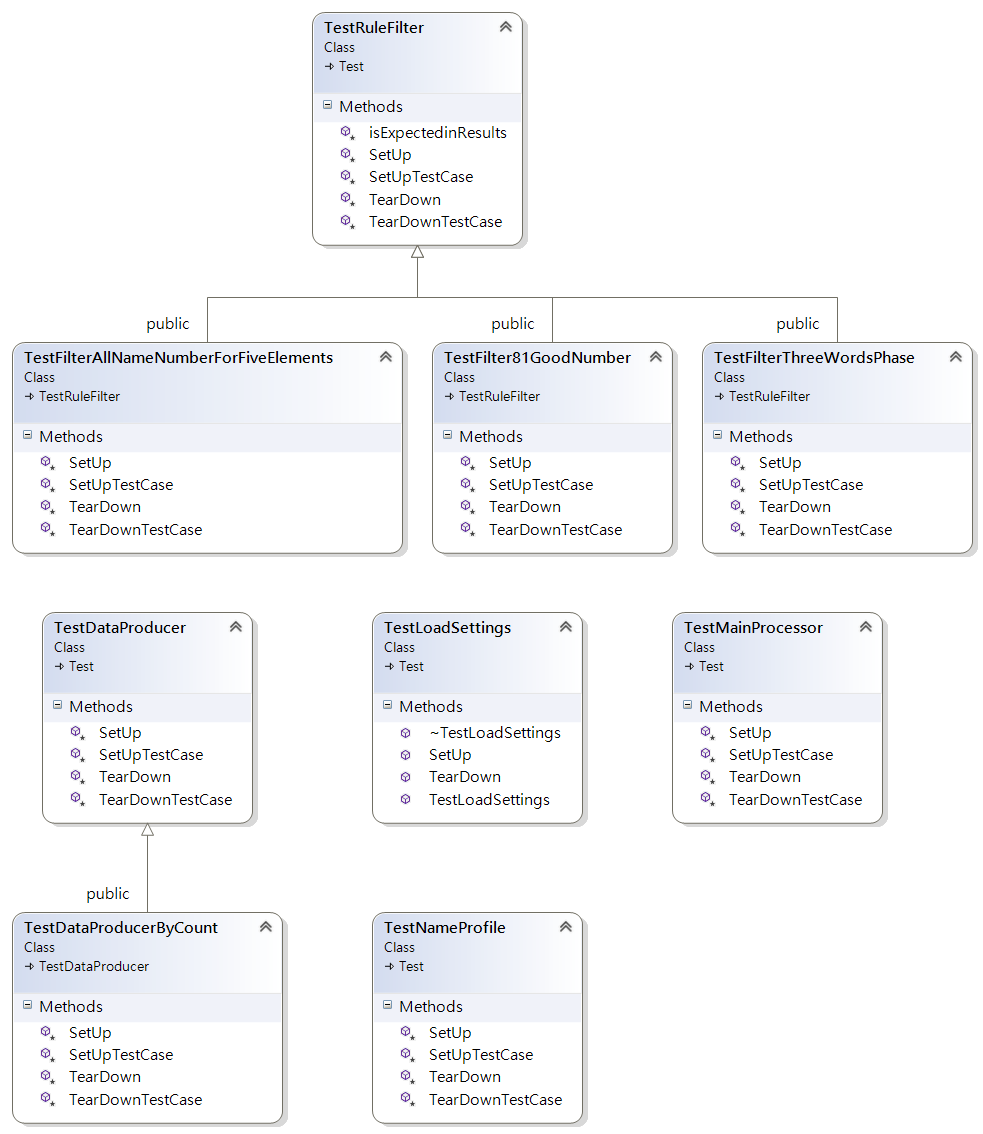 TestRuleFilter
Class
Test
Methods
isExpectedinResults
SetUp
SetUpTestCase
TearDown
TearDownTestCase
public
public
public
TestFilterAllNameNumberForFiveElements
Class
TestRuleFilter
Methods
SetUp
SetUpTestCase
TearDown
TearDownTestCase
TestFilter81GoodNumber
Class
TestRuleFilter
Methods
SetUp
SetUpTestCase
TearDown
TearDownTestCase
TestFilterThreeWordsPhase
Class
TestRuleFilter
Methods
SetUp
SetUpTestCase
TearDown
TearDownTestCase
TestDataProducer
Class
Test
Methods
SetUp
SetUpTestCase
TearDown
TearDownTestCase
TestLoadSettings
Class
Test
Methods
~TestLoadSettings
SetUp
TearDown
TestLoadSettings
TestMainProcessor
Class
Test
Methods
SetUp
SetUpTestCase
TearDown
TearDownTestCase
public
TestDataProducerByCount
Class
TestDataProducer
Methods
SetUp
SetUpTestCase
TearDown
TearDownTestCase
TestNameProfile
Class
Test
Methods
SetUp
SetUpTestCase
TearDown
TearDownTestCase